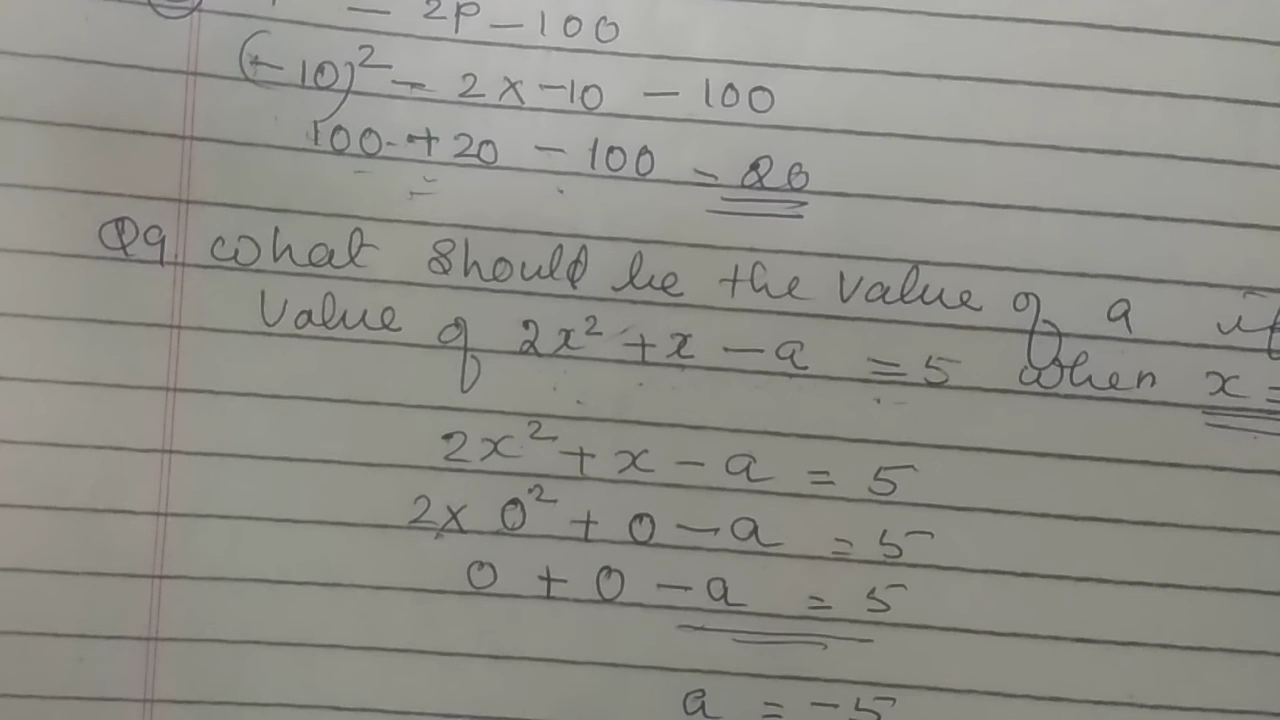 - 2p - 100
(-10)² - 2x -10 - 100
100 + 20 - 100 = 20
Q9. What should be the value of a if
value of 2x² + x - a = 5 when x =
2x² + x - a = 5
2 x 0² + 0 - a = 5
0 + 0 - a = 5
a = -5